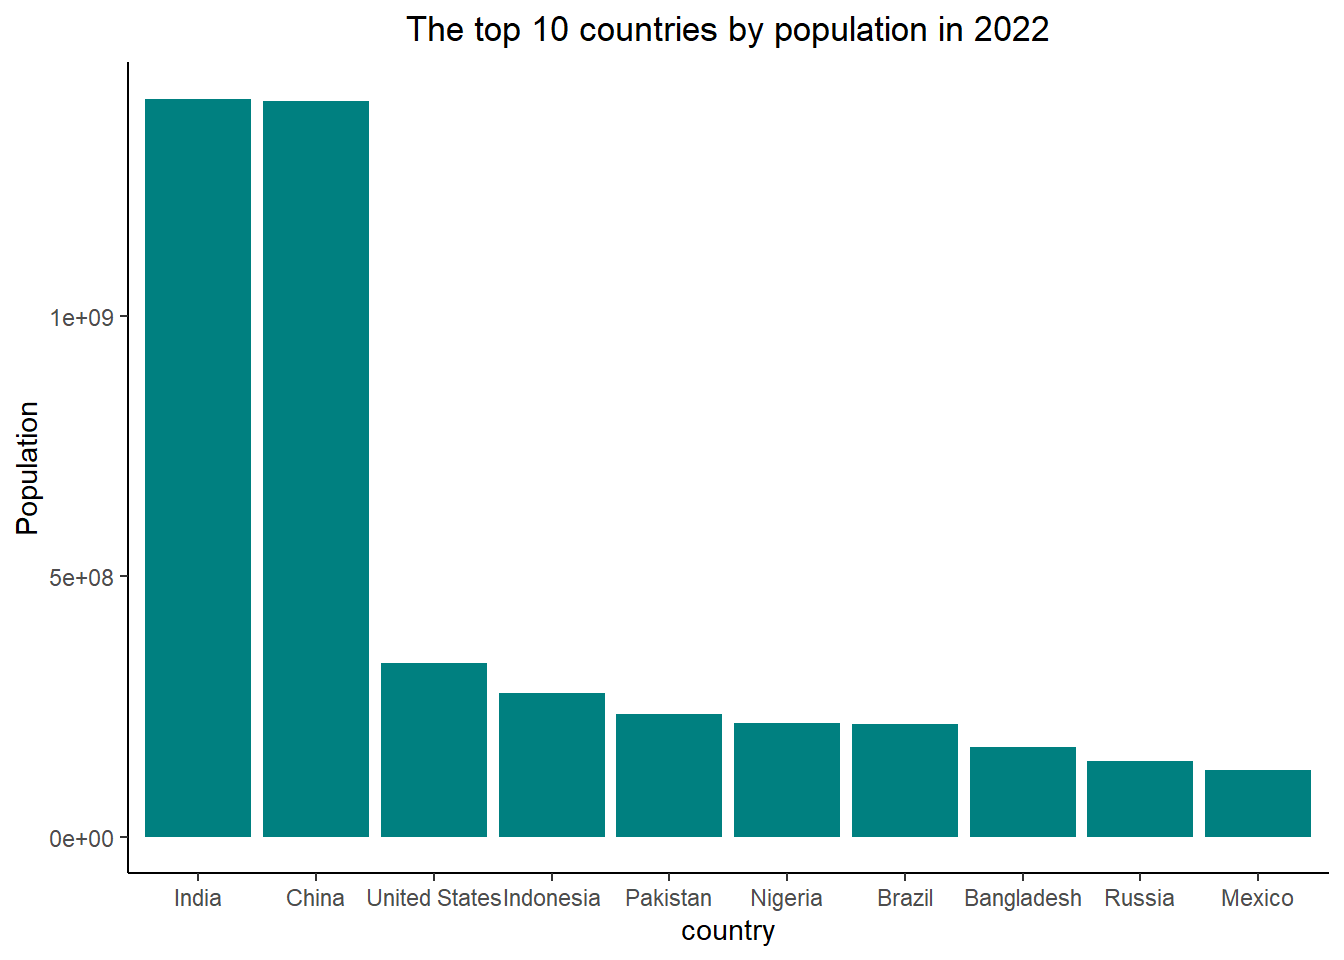 The top 10 countries by population in 2022
Population
1e+09
5e+08
0e+00
India China United States Indonesia Pakistan Nigeria Brazil Bangladesh Russia Mexico
country